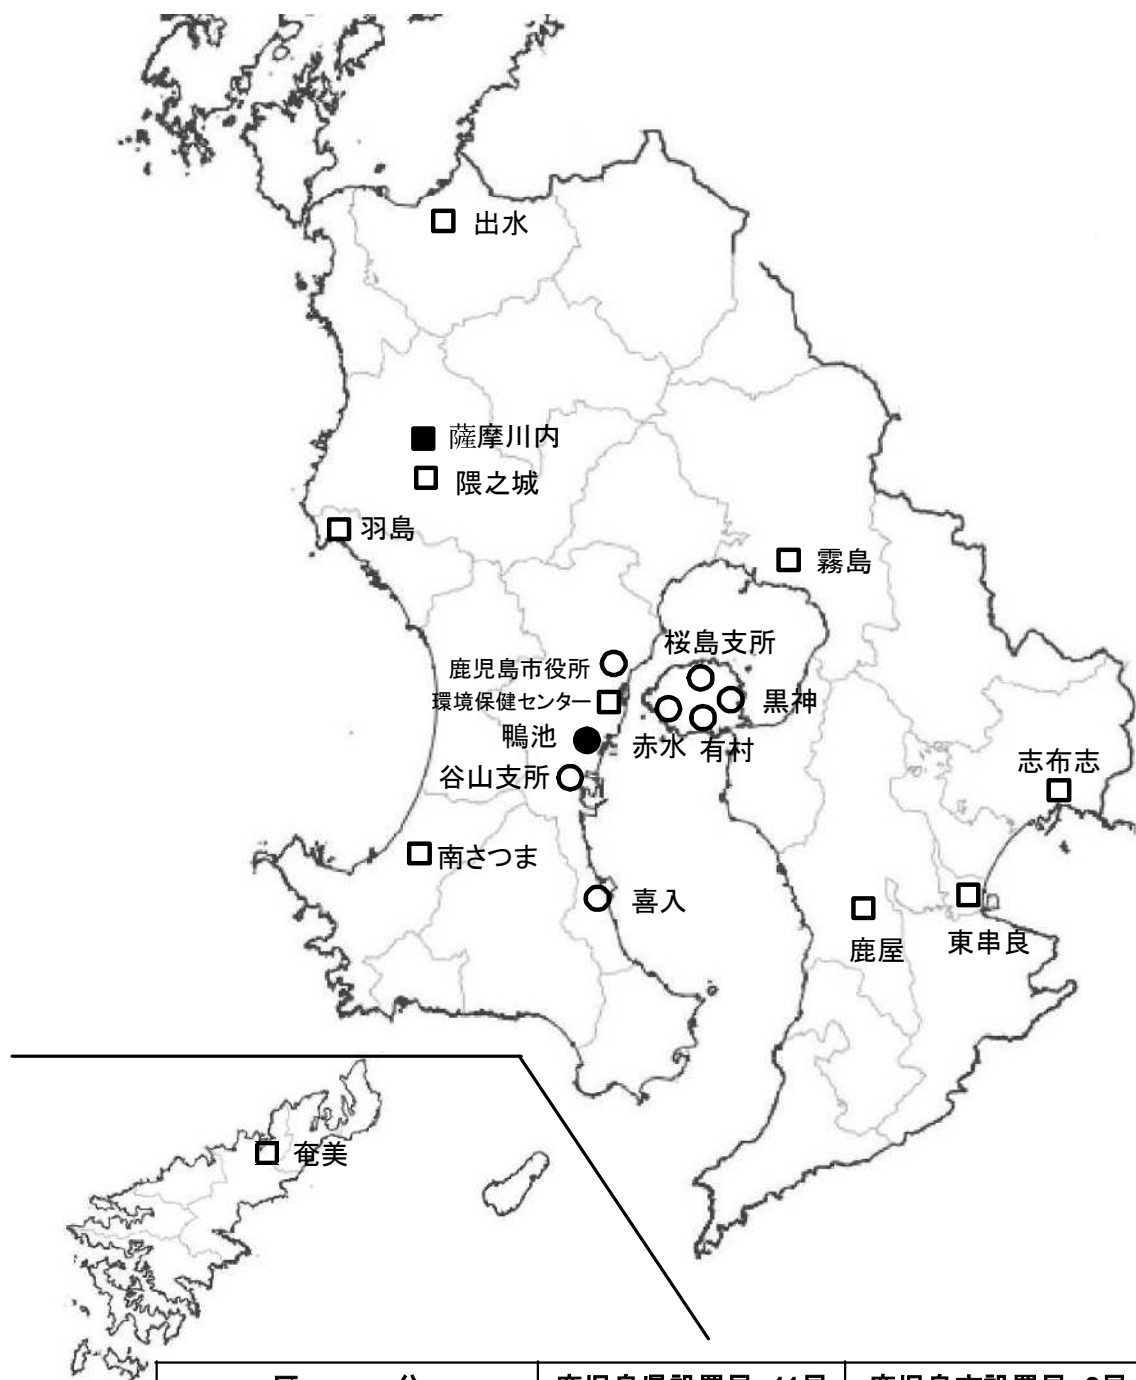 出水
薩摩川内
隈之城
羽島
霧島
桜島支所
鹿児島市役所
環境保健センター
黒神
鴨池
赤水 有村
谷山支所
志布志
南さつま
喜入
鹿屋
東串良
奄美